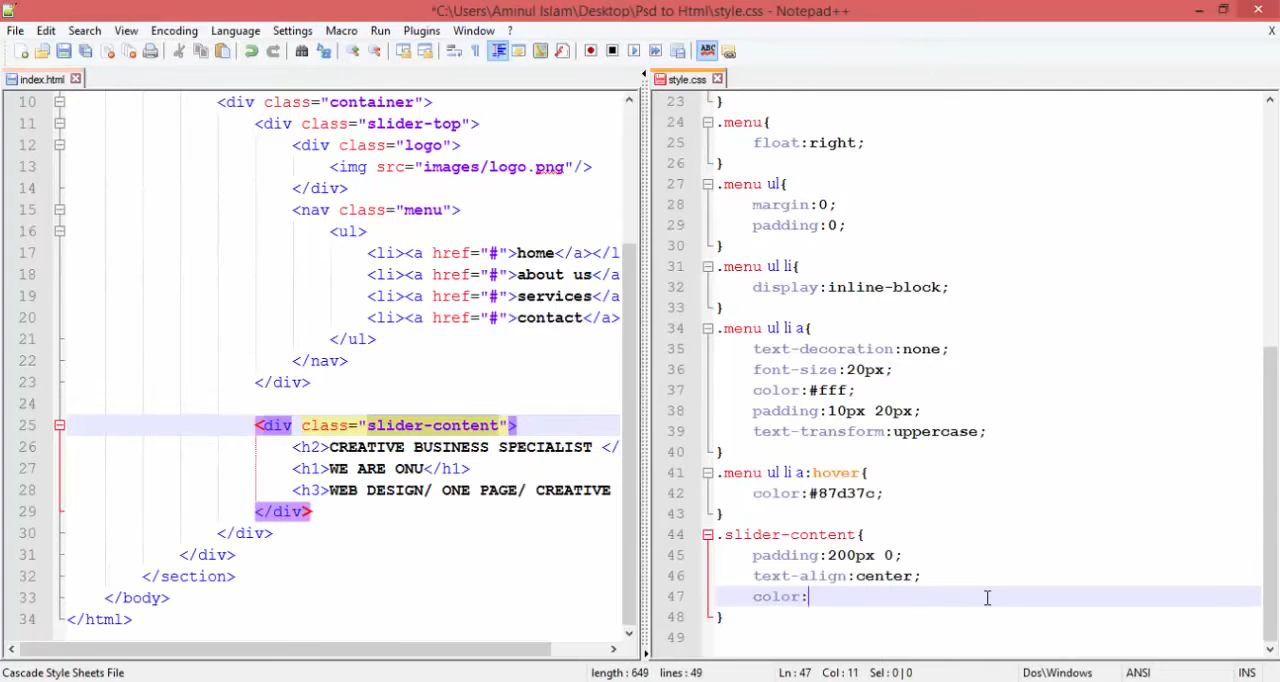 *C:\Users\Aminul Islam\Desktop\Psd to Html\style.css - Notepad++
File Edit Search View Encoding Language Settings Macro Run Plugins Window ? X
index.html
10 <div class="container">
11 <div class="slider-top">
12 <div class="logo">
13 <img src="images/logo.png"/>
14 </div>
15 <nav class="menu">
16 <ul>
17 <li><a href="#">home</a></l
18 <li><a href="#">about us</a
19 <li><a href="#">services</a
20 <li><a href="#">contact</a>
21 </ul>
22 </nav>
23 </div>
24
25 <div class="slider-content">
26 <h2>CREATIVE BUSINESS SPECIALIST </
27 <h1>WE ARE ONU</h1>
28 <h3>WEB DESIGN/ ONE PAGE/ CREATIVE
29 </div>
30 </div>
31 </div>
32 </section>
33 </body>
34 </html>
style.css
23 }
24 .menu{
25 float:right;
26 }
27 .menu ul{
28 margin:0;
29 padding:0;
30 }
31 .menu ul li{
32 display:inline-block;
33 }
34 .menu ul li a{
35 text-decoration:none;
36 font-size:20px;
37 color:#fff;
38 padding:10px 20px;
39 text-transform:uppercase;
40 }
41 .menu ul li a:hover{
42 color:#87d37c;
43 }
44 .slider-content{
45 padding:200px 0;
46 text-align:center;
47 color:
48 }
49
Cascade Style Sheets File length : 649 lines : 49 Ln : 47 Col : 11 Sel : 0 | 0 Dos\Windows ANSI INS